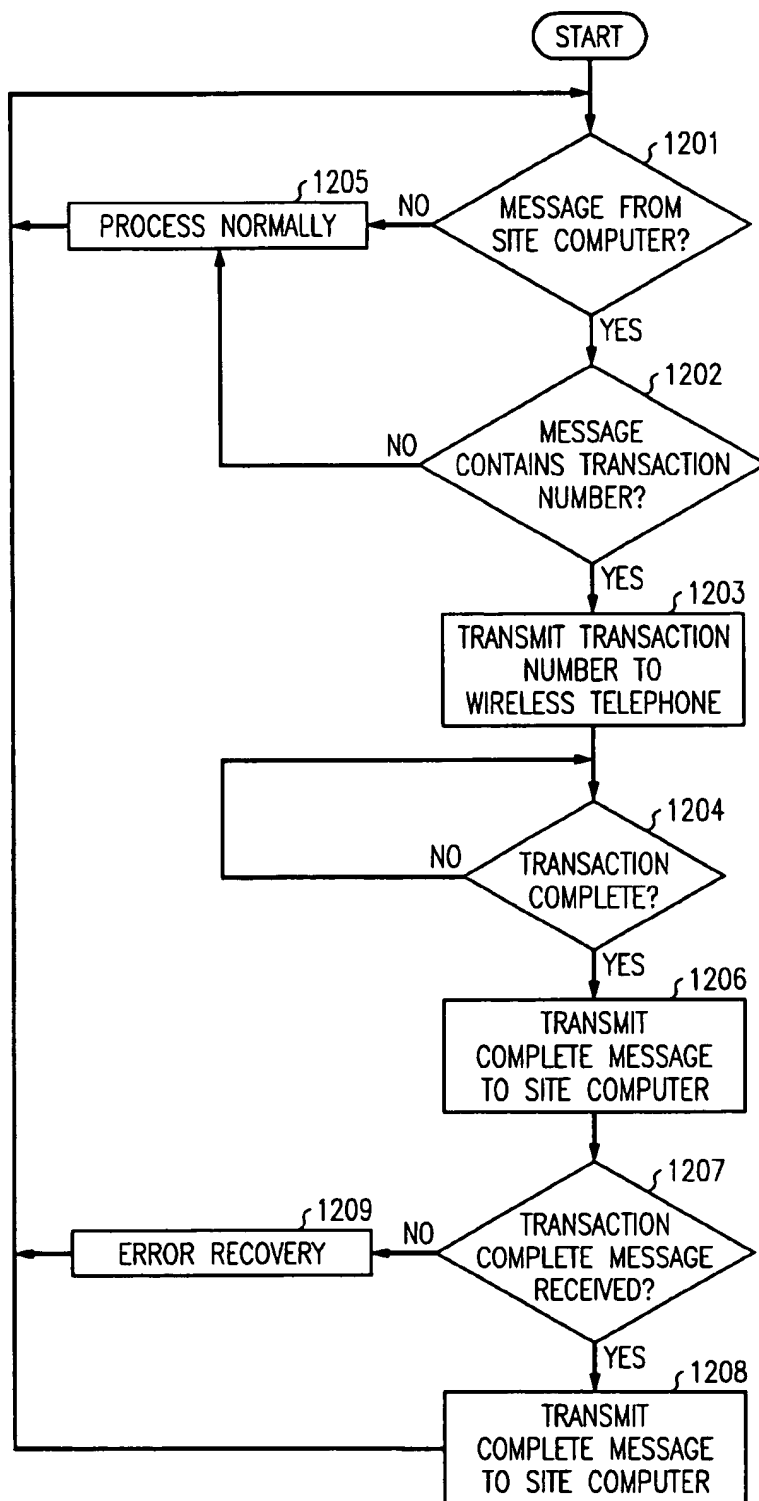 START
1201
MESSAGE FROM
SITE COMPUTER?
NO
1205
PROCESS NORMALLY
YES
1202
MESSAGE
CONTAINS TRANSACTION
NUMBER?
NO
YES
1203
TRANSMIT TRANSACTION
NUMBER TO
WIRELESS TELEPHONE
1204
TRANSACTION
COMPLETE?
NO
YES
1206
TRANSMIT
COMPLETE MESSAGE
TO SITE COMPUTER
1207
TRANSACTION
COMPLETE MESSAGE
RECEIVED?
NO
1209
ERROR RECOVERY
YES
1208
TRANSMIT
COMPLETE MESSAGE
TO SITE COMPUTER